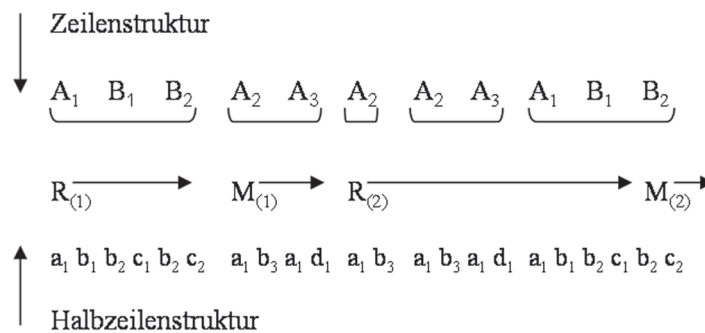 Zeilenstruktur
A₁ B₁ B₂ A₂ A₃ A₂ A₂ A₃ A₁ B₁ B₂
R₍₁₎ M₍₁₎ R₍₂₎ M₍₂₎
a₁ b₁ b₂ c₁ b₂ c₂ a₁ b₃ a₁ d₁ a₁ b₃ a₁ b₃ a₁ d₁ a₁ b₁ b₂ c₁ b₂ c₂
Halbzeilenstruktur